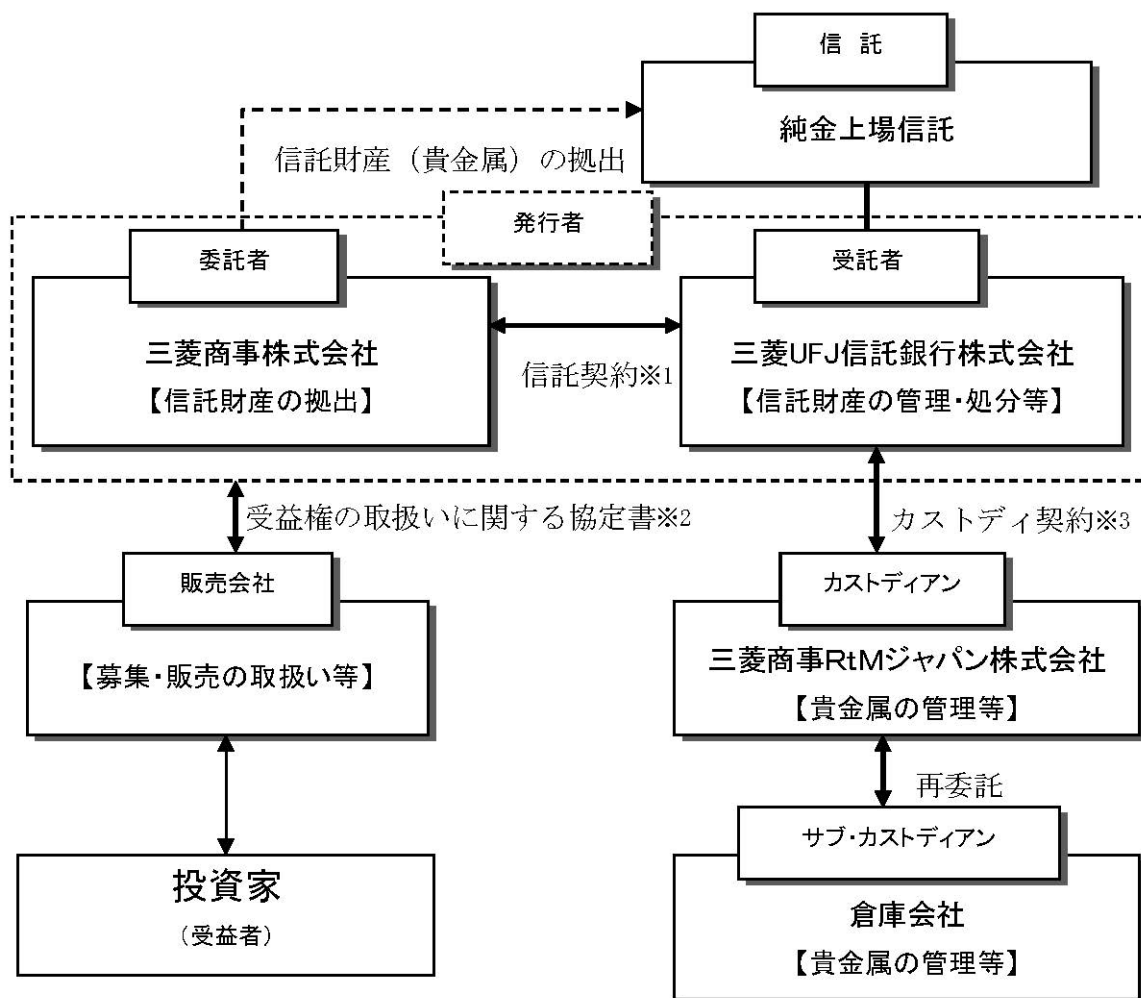 信 託
純金上場信託
信託財産（貴金属）の拠出
発行者
委託者
三菱商事株式会社
【信託財産の拠出】
信託契約※1
受託者
三菱UFJ信託銀行株式会社
【信託財産の管理・処分等】
受益権の取扱いに関する協定書※2
カストディ契約※3
販売会社
【募集・販売の取扱い等】
カストディアン
三菱商事RtMジャパン株式会社
【貴金属の管理等】
再委託
投資家
（受益者）
サブ・カストディアン
倉庫会社
【貴金属の管理等】